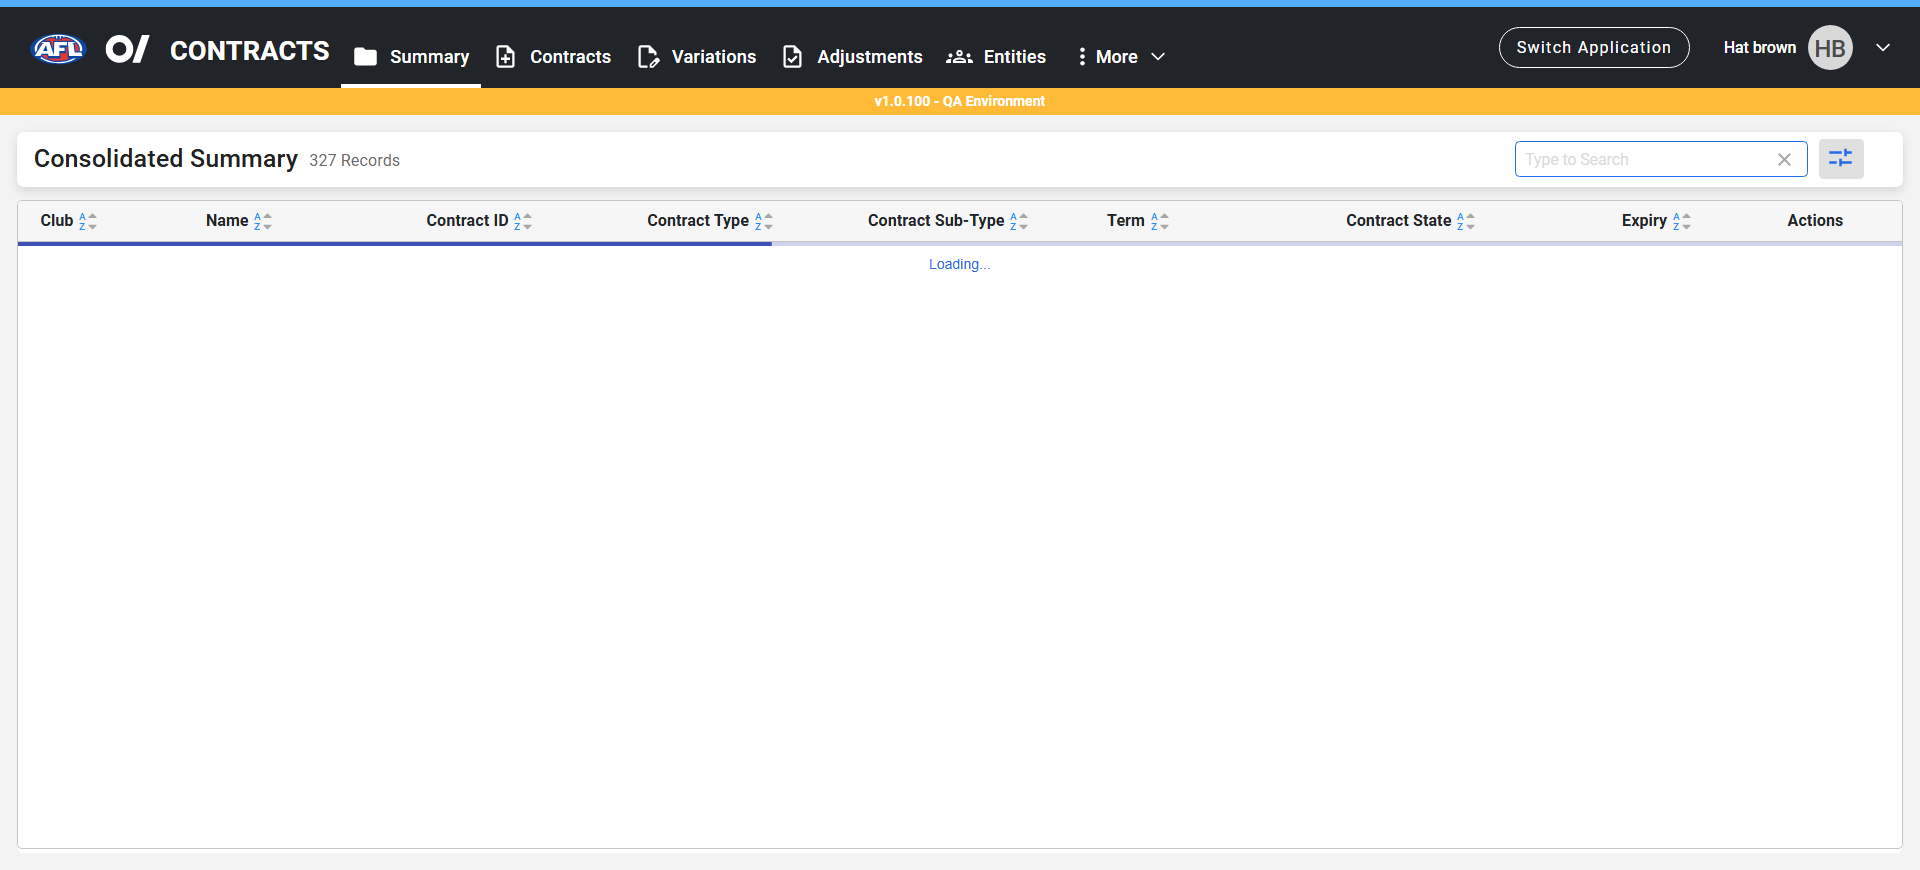 AFL
CONTRACTS
Summary
Contracts
Variations
Adjustments
Entities
More
Switch Application
Hat brown
HB
v1.0.100 - QA Environment
Consolidated Summary
327 Records
Type to Search
Club
Name
Contract ID
Contract Type
Contract Sub-Type
Term
Contract State
Expiry
Actions
Loading...